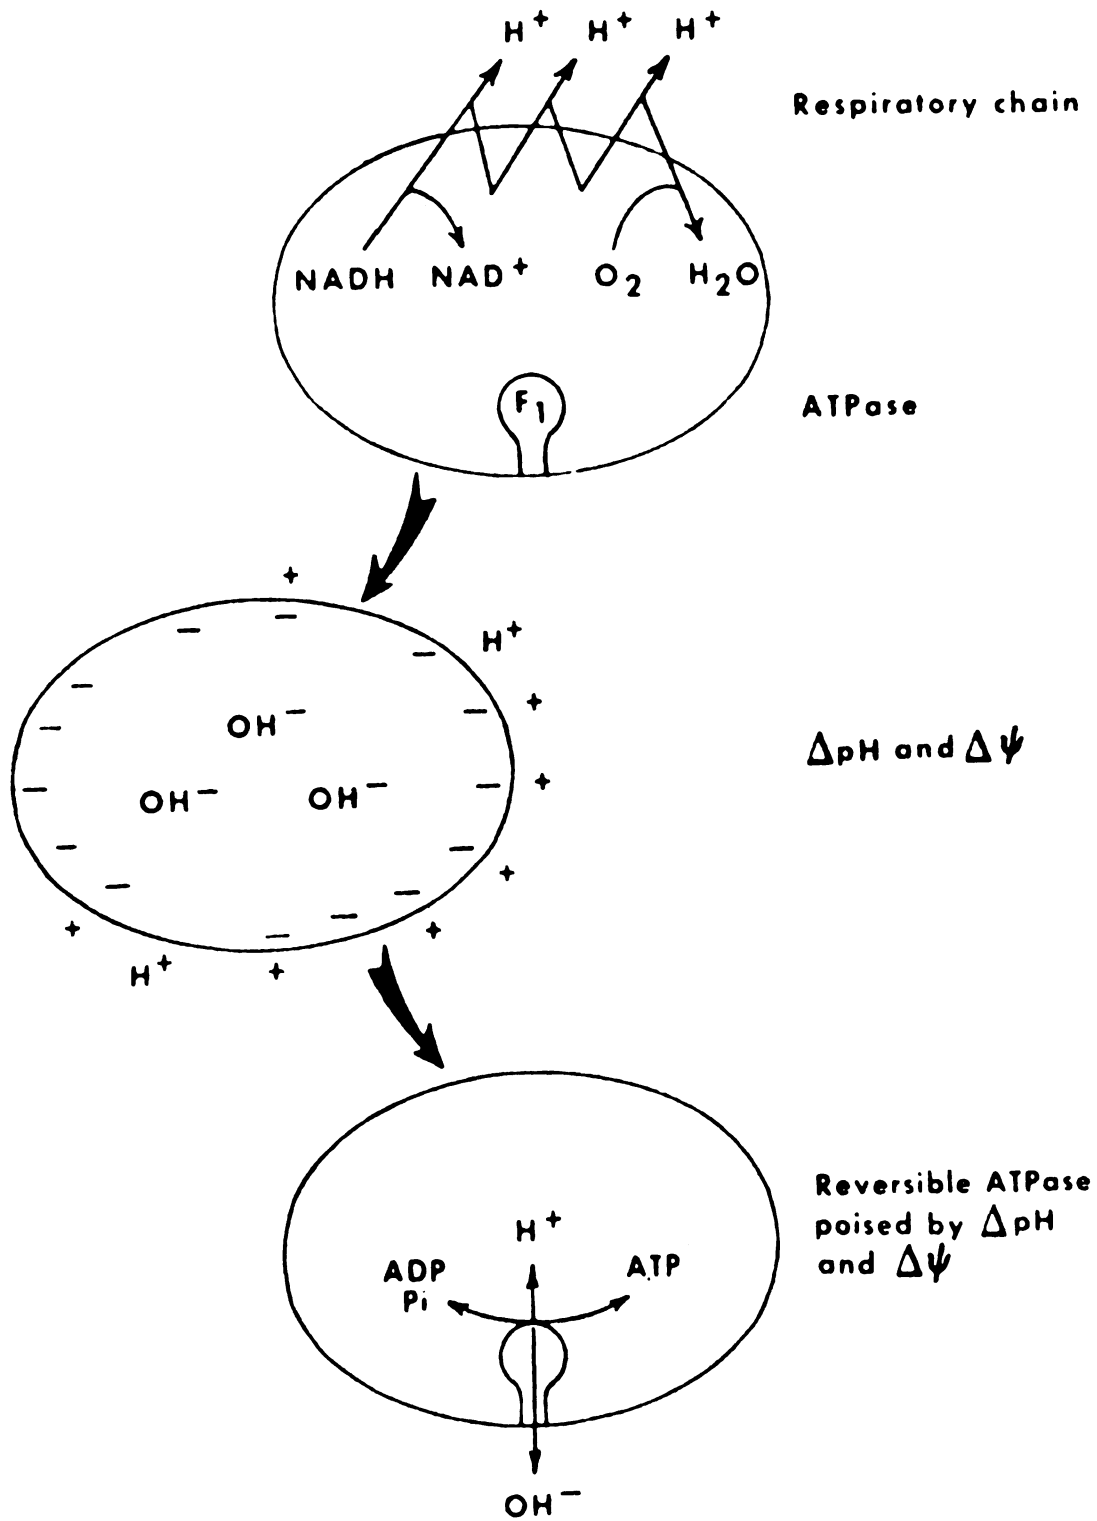 H+ H+ H+
Respiratory chain
NADH NAD+ O2 H2O
F1
ATPase
+
−
−
H+
−
−
+
−
OH−
−
ΔpH and Δψ
−
−
+
OH− OH−
−
−
+
−
−
−
+
−
+
H+
+
Reversible ATPase
poised by ΔpH
and Δψ
H+
ADP
Pi
ATP
OH−